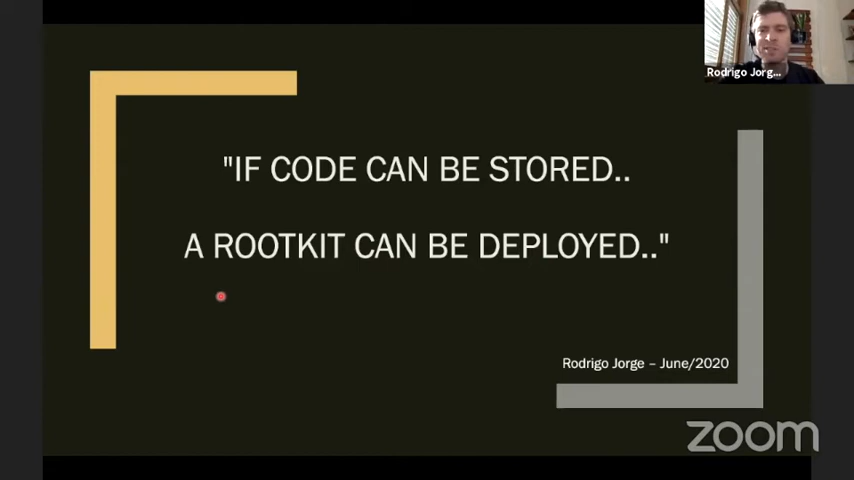 Rodrigo Jorg...
"IF CODE CAN BE STORED..
A ROOTKIT CAN BE DEPLOYED.."
Rodrigo Jorge – June/2020
zoom